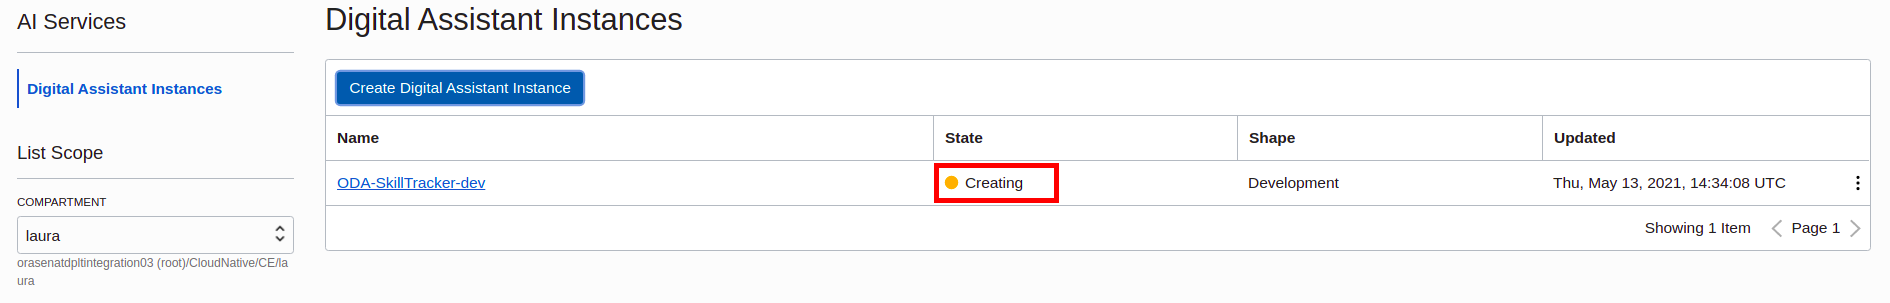 AI Services
Digital Assistant Instances
List Scope
COMPARTMENT
laura
orasenatdpltintegration03 (root)/CloudNative/CE/la
ura
Digital Assistant Instances
Create Digital Assistant Instance
Name State Shape Updated
ODA-SkillTracker-dev Creating Development Thu, May 13, 2021, 14:34:08 UTC
Showing 1 Item Page 1